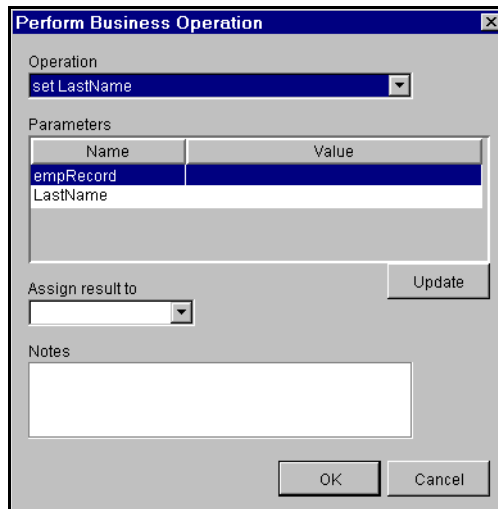 Perform Business Operation
Operation
set LastName
Parameters
Name Value
empRecord
LastName
Update
Assign result to
Notes
OK Cancel